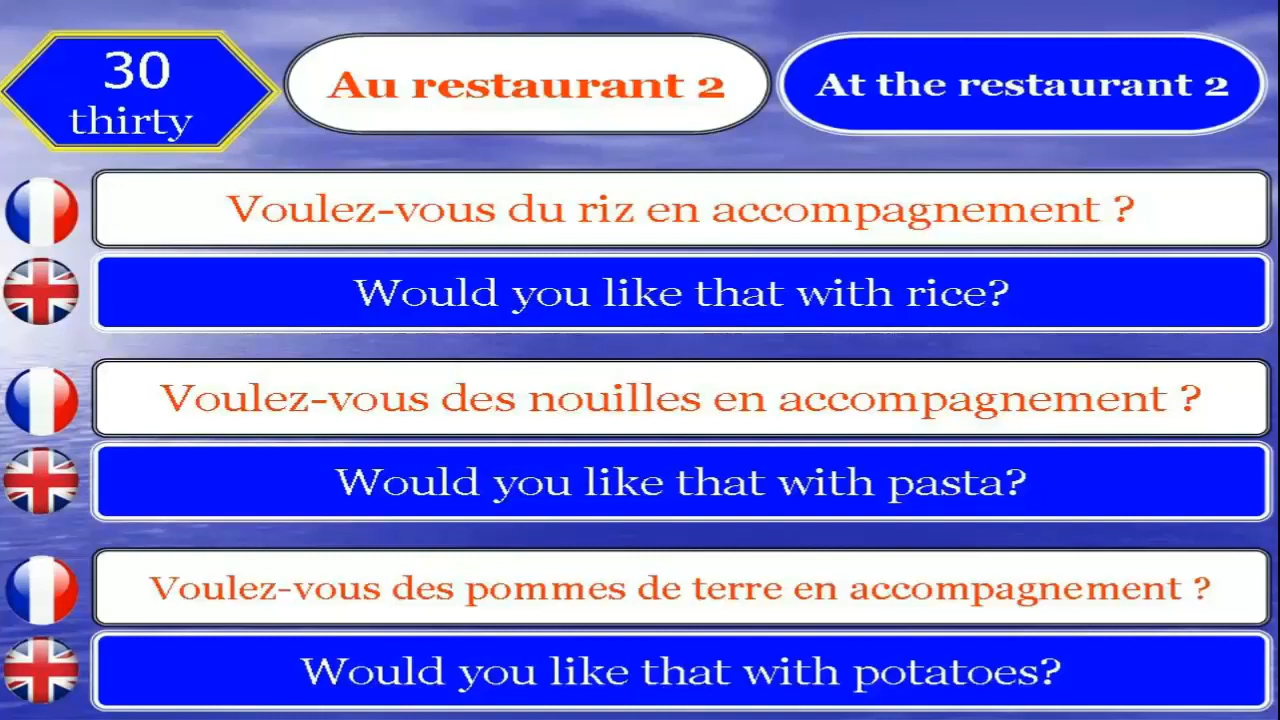 30
thirty
Au restaurant 2
At the restaurant 2
Voulez-vous du riz en accompagnement ?
Would you like that with rice?
Voulez-vous des nouilles en accompagnement ?
Would you like that with pasta?
Voulez-vous des pommes de terre en accompagnement ?
Would you like that with potatoes?